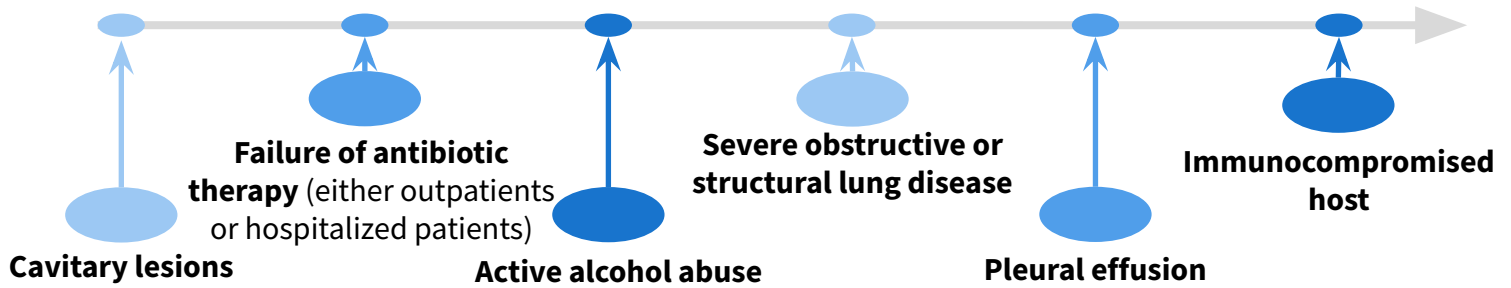 Cavitary lesions
Failure of antibiotic
therapy (either outpatients
or hospitalized patients)
Active alcohol abuse
Severe obstructive or
structural lung disease
Pleural effusion
Immunocompromised
host